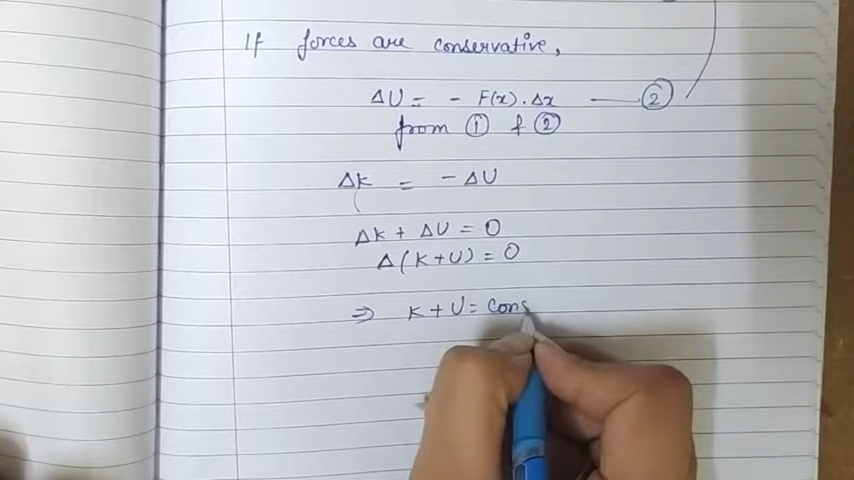 If forces are conservative,
ΔU = - F(x). Δx —— ②
from ① & ②
ΔK = - ΔU
ΔK + ΔU = 0
Δ(K+U) = 0
⇒ K + U = Cons